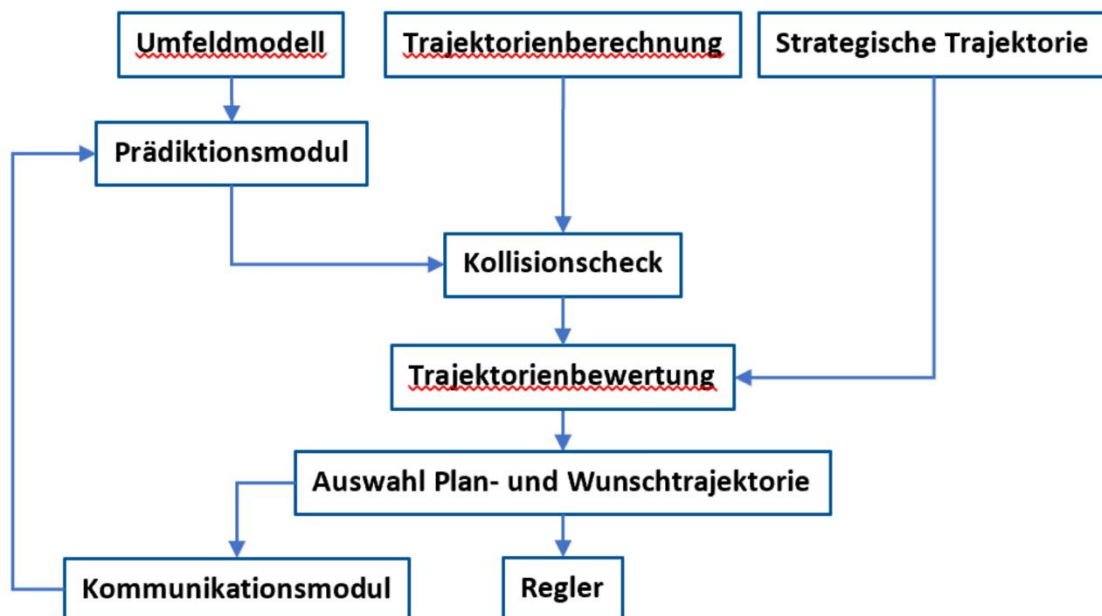 Umfeldmodell
Trajektorienberechnung
Strategische Trajektorie
Prädiktionsmodul
Kollisionscheck
Trajektorienbewertung
Auswahl Plan- und Wunschtrajektorie
Kommunikationsmodul
Regler